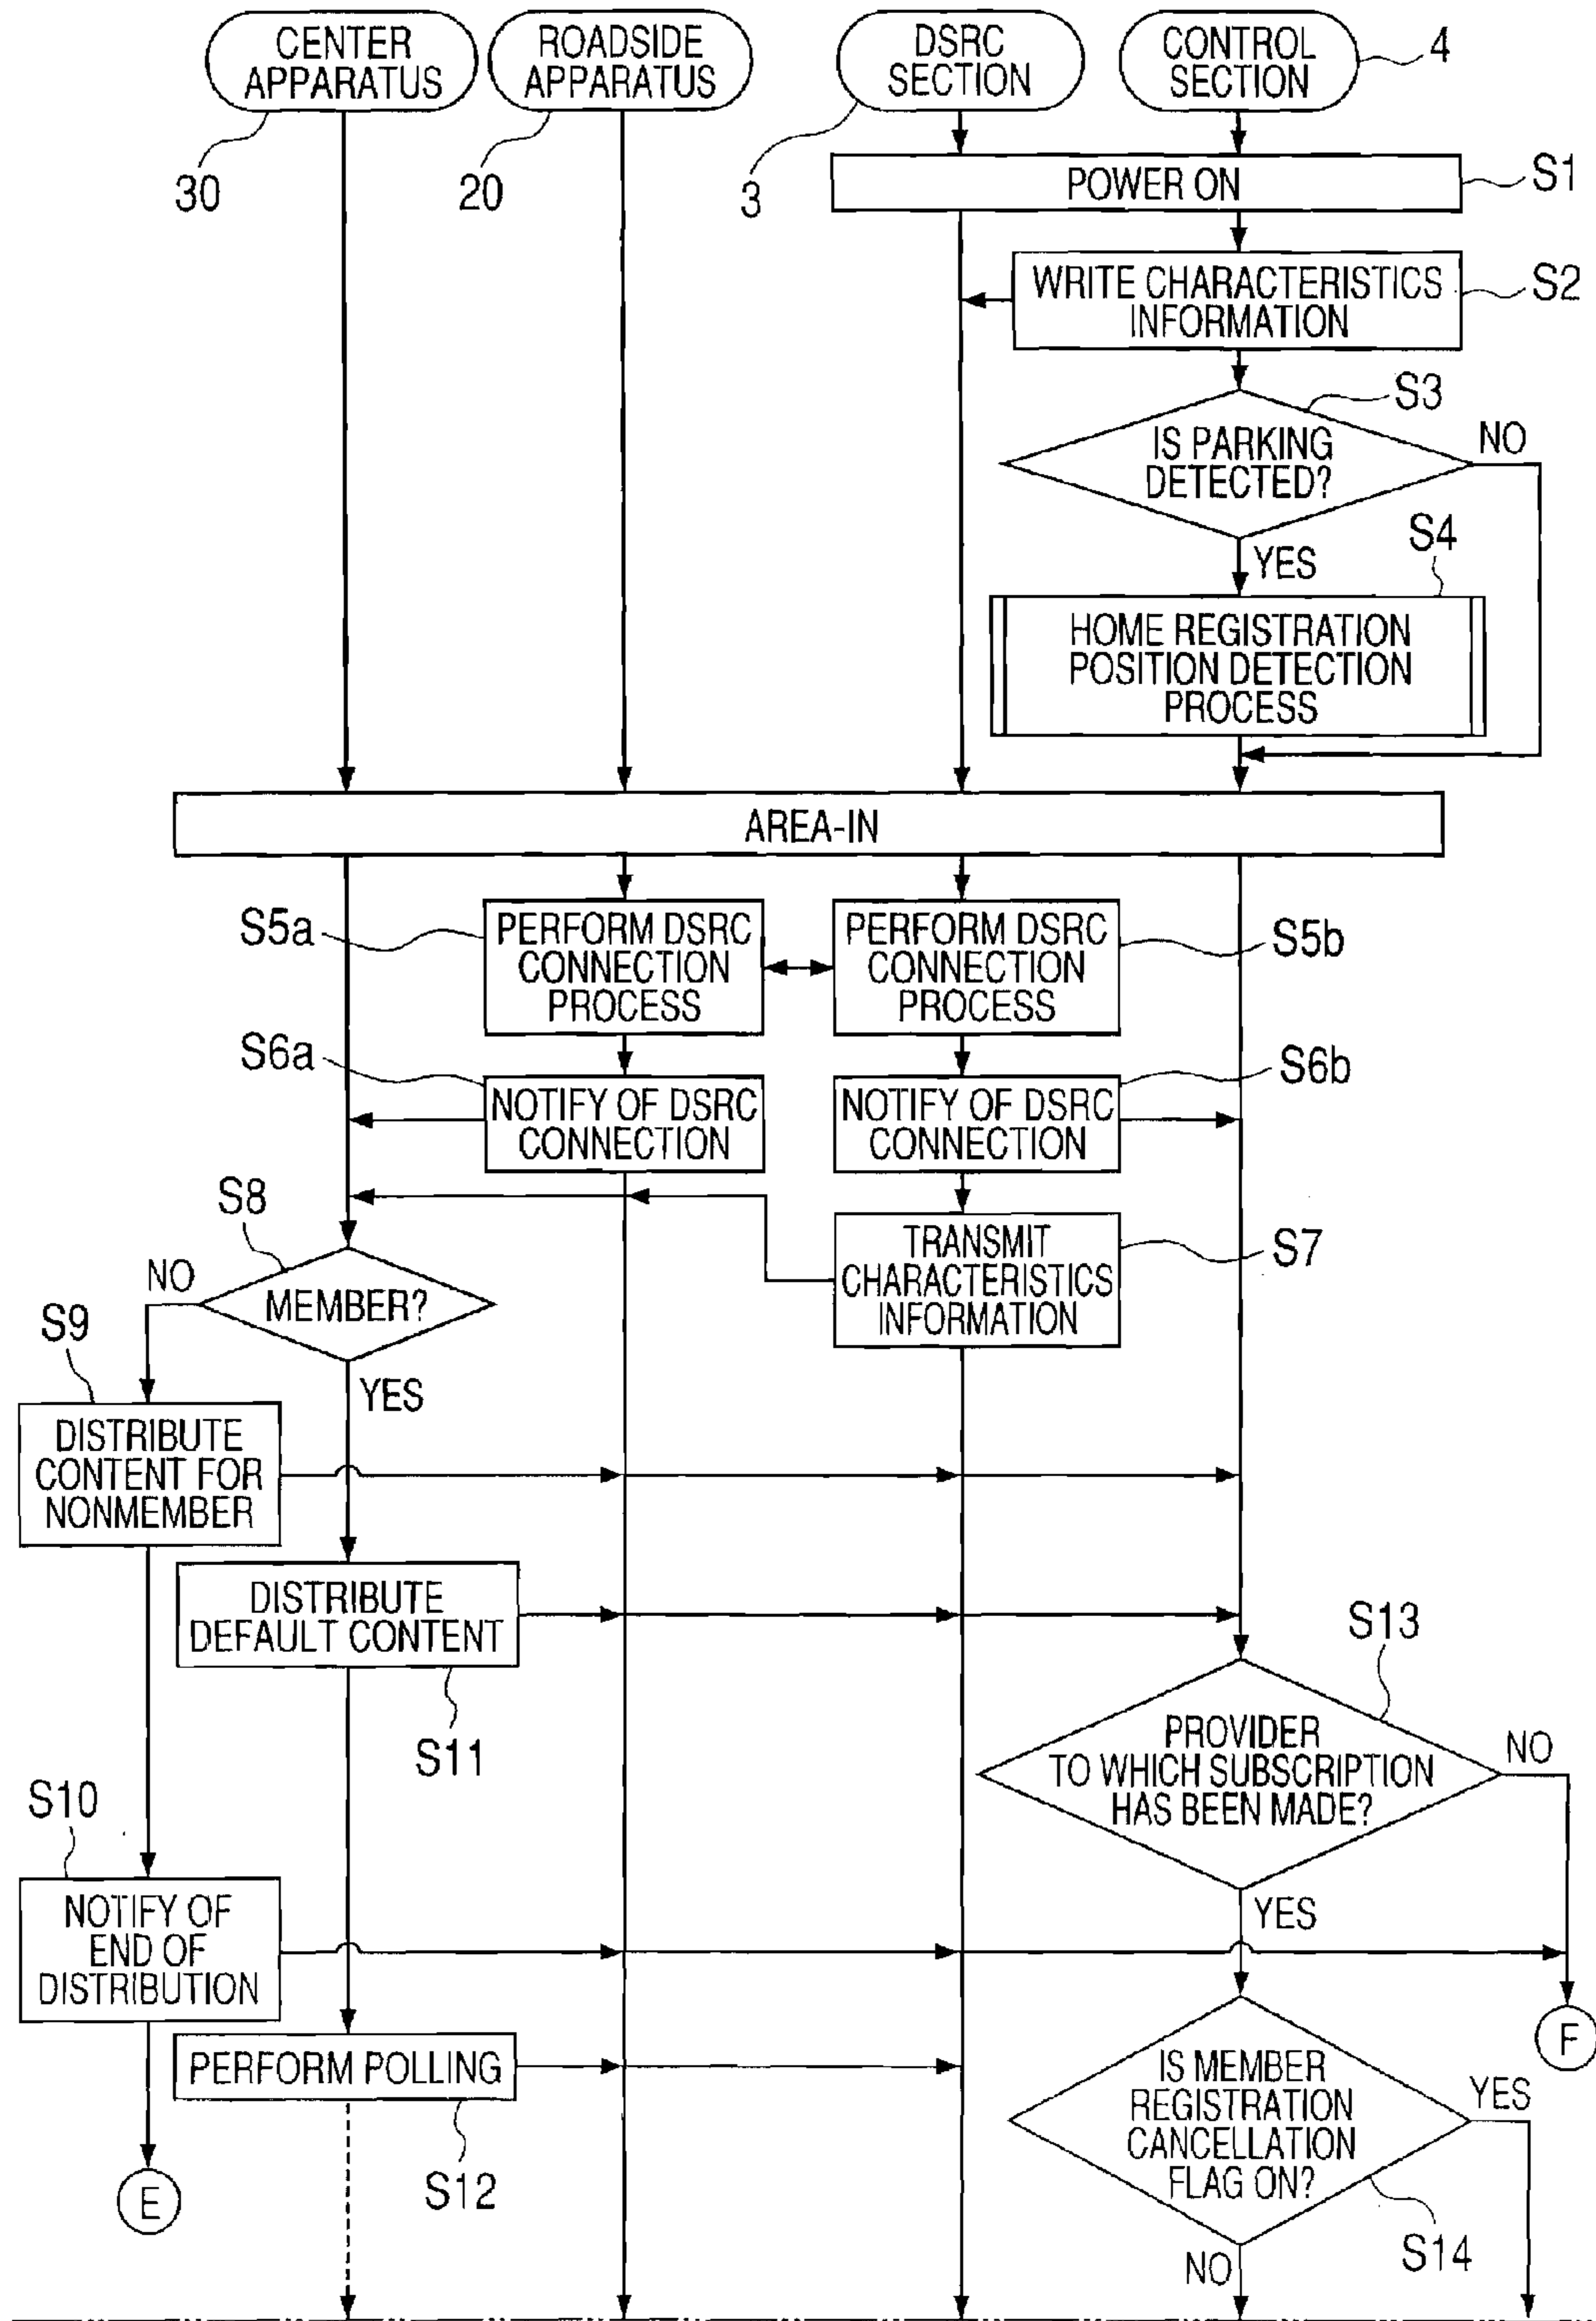 CENTER
APPARATUS
ROADSIDE
APPARATUS
DSRC
SECTION
CONTROL
SECTION
4
30
20
3
POWER ON
S1
WRITE CHARACTERISTICS
INFORMATION
S2
S3
IS PARKING
DETECTED?
NO
YES
S4
HOME REGISTRATION
POSITION DETECTION
PROCESS
AREA-IN
S5a
PERFORM DSRC
CONNECTION
PROCESS
PERFORM DSRC
CONNECTION
PROCESS
S5b
S6a
NOTIFY OF DSRC
CONNECTION
NOTIFY OF DSRC
CONNECTION
S6b
S8
NO
MEMBER?
YES
TRANSMIT
CHARACTERISTICS
INFORMATION
S7
S9
DISTRIBUTE
CONTENT FOR
NONMEMBER
DISTRIBUTE
DEFAULT CONTENT
S11
S13
PROVIDER
TO WHICH SUBSCRIPTION
HAS BEEN MADE?
NO
YES
S10
NOTIFY OF
END OF
DISTRIBUTION
F
PERFORM POLLING
S12
E
IS MEMBER
REGISTRATION
CANCELLATION
FLAG ON?
YES
S14
NO